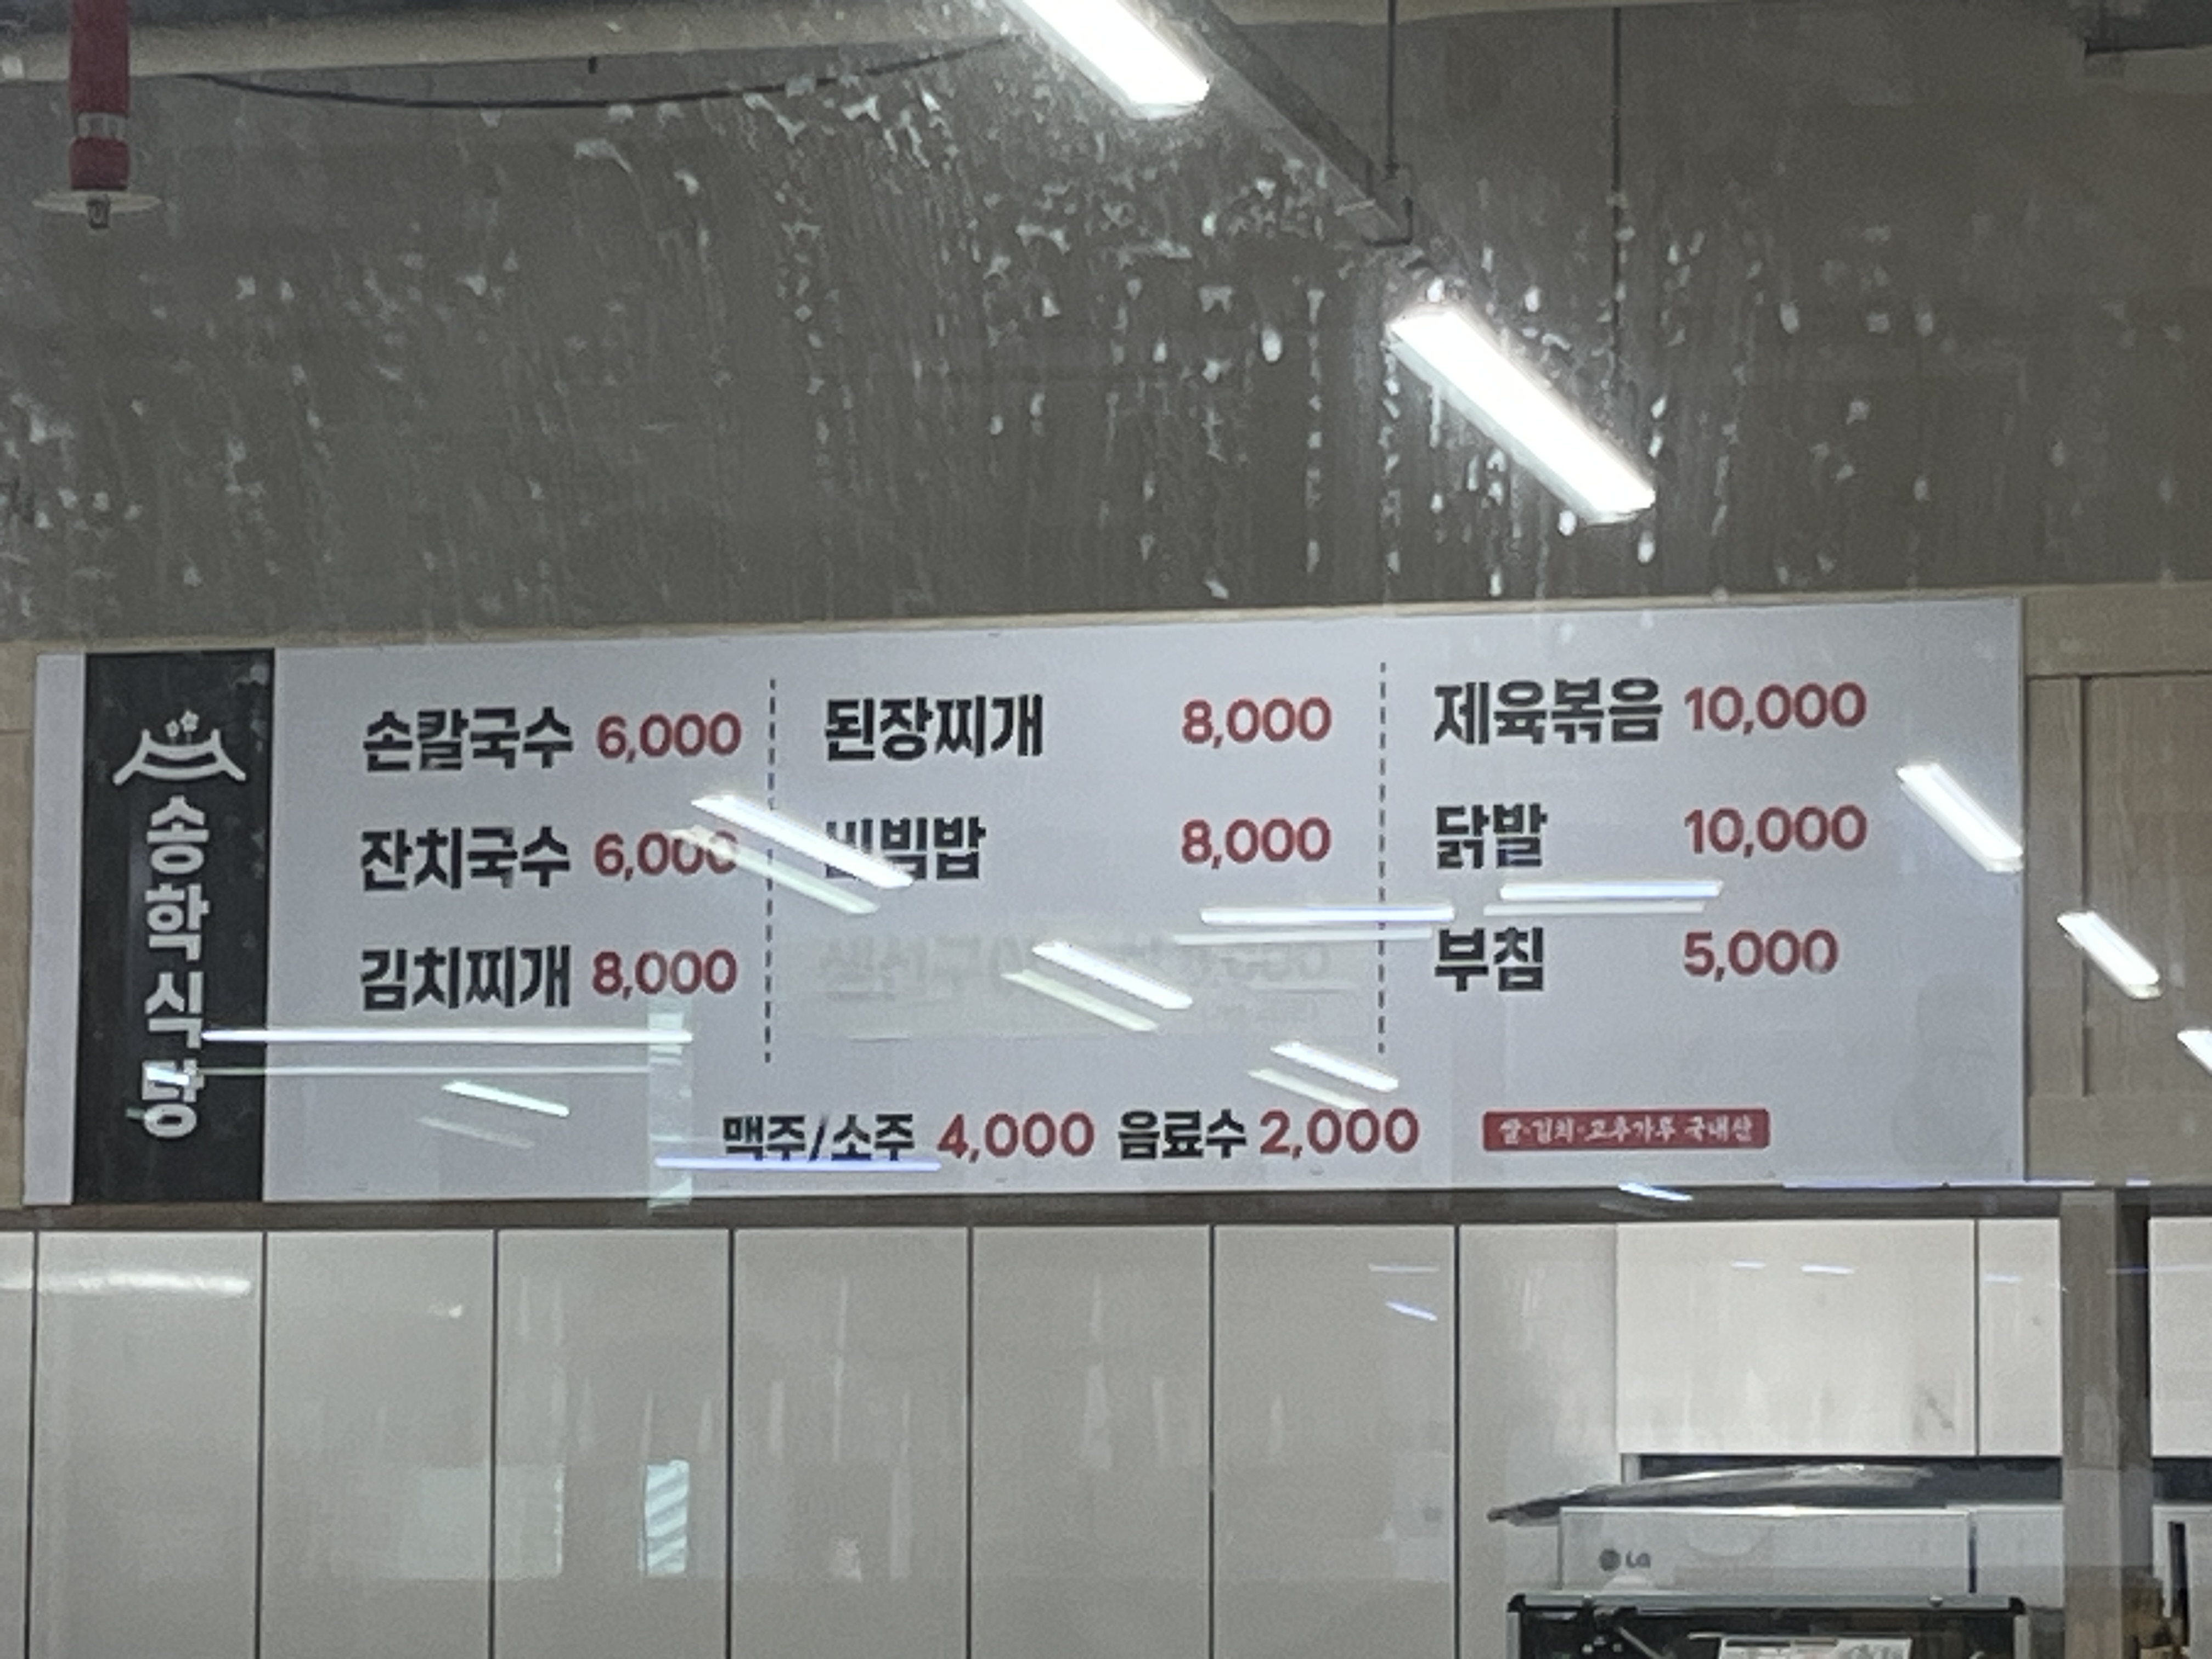 송학식당
손칼국수 6,000
잔치국수 6,000
김치찌개 8,000
된장찌개 8,000
비빔밥 8,000
제육볶음 10,000
닭발 10,000
부침 5,000
맥주/소주 4,000 음료수 2,000
쌀·김치·고추가루 국내산
LG